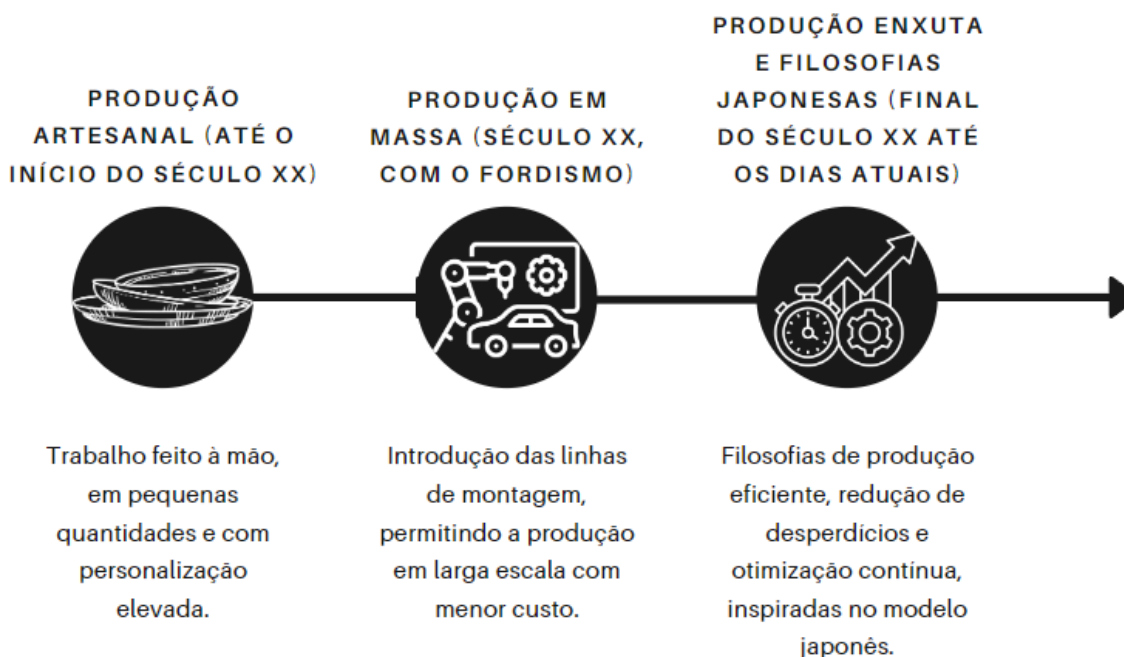 PRODUÇÃO
ARTESANAL (ATÉ O
INÍCIO DO SÉCULO XX)
PRODUÇÃO EM
MASSA (SÉCULO XX,
COM O FORDISMO)
PRODUÇÃO ENXUTA
E FILOSOFIAS
JAPONESAS (FINAL
DO SÉCULO XX ATÉ
OS DIAS ATUAIS)
Trabalho feito à mão,
em pequenas
quantidades e com
personalização
elevada.
Introdução das linhas
de montagem,
permitindo a produção
em larga escala com
menor custo.
Filosofias de produção
eficiente, redução de
desperdícios e
otimização contínua,
inspiradas no modelo
japonês.